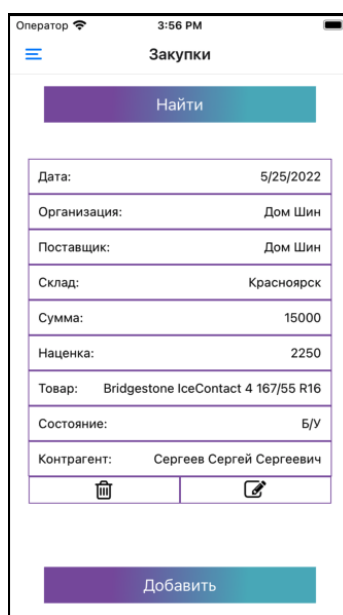 Оператор 3:56 PM
Закупки
Найти
Дата: 5/25/2022
Организация: Дом Шин
Поставщик: Дом Шин
Склад: Красноярск
Сумма: 15000
Наценка: 2250
Товар: Bridgestone IceContact 4 167/55 R16
Состояние: Б/У
Контрагент: Сергеев Сергей Сергеевич
Добавить